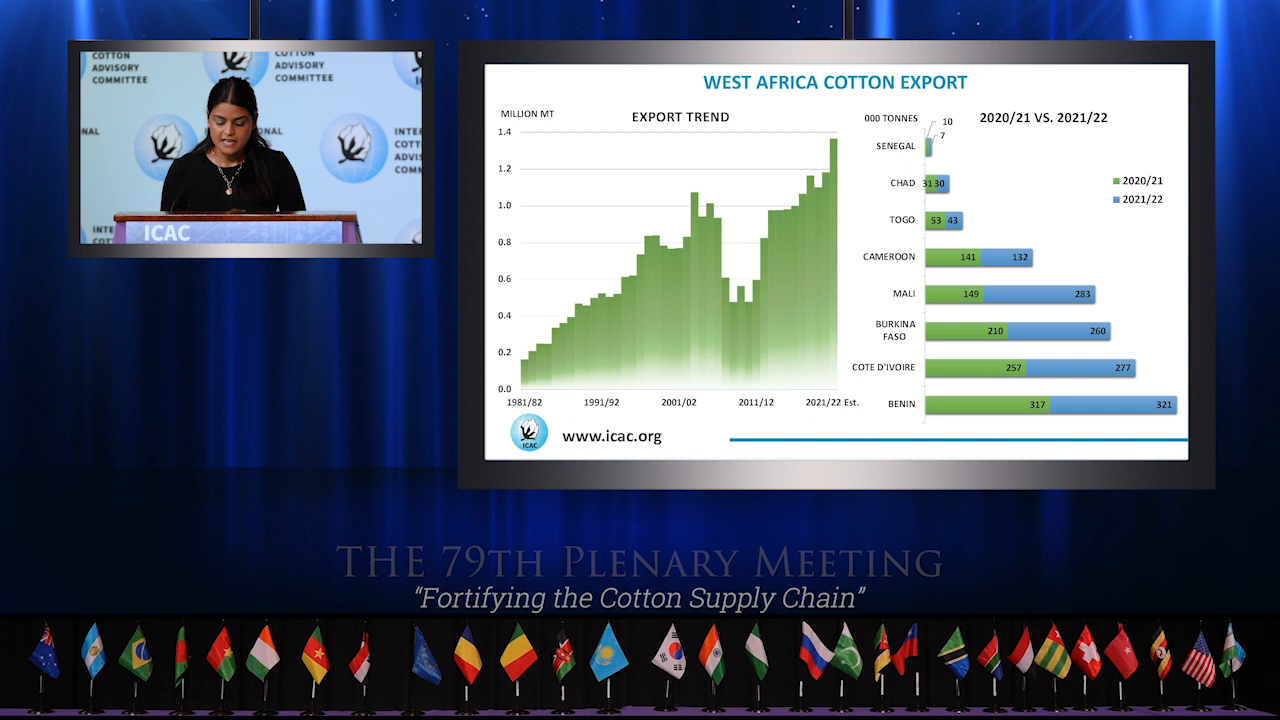 COTTON
ADVISORY
COMMITTEE
COTTON
ADVISORY
COMMITTEE
ICAC
WEST AFRICA COTTON EXPORT
MILLION MT
EXPORT TREND
1.4
1.2
1.0
0.8
0.6
0.4
0.2
0.0
1981/82
1991/92
2001/02
2011/12
2021/22 Est.
000 TONNES
2020/21 VS. 2021/22
10
7
SENEGAL
CHAD
31 30
TOGO
53 43
CAMEROON
141 132
MALI
149 283
BURKINA
FASO
210 260
COTE D'IVOIRE
257 277
BENIN
317 321
2020/21
2021/22
ICAC
www.icac.org
THE 79TH PLENARY MEETING
“Fortifying the Cotton Supply Chain”